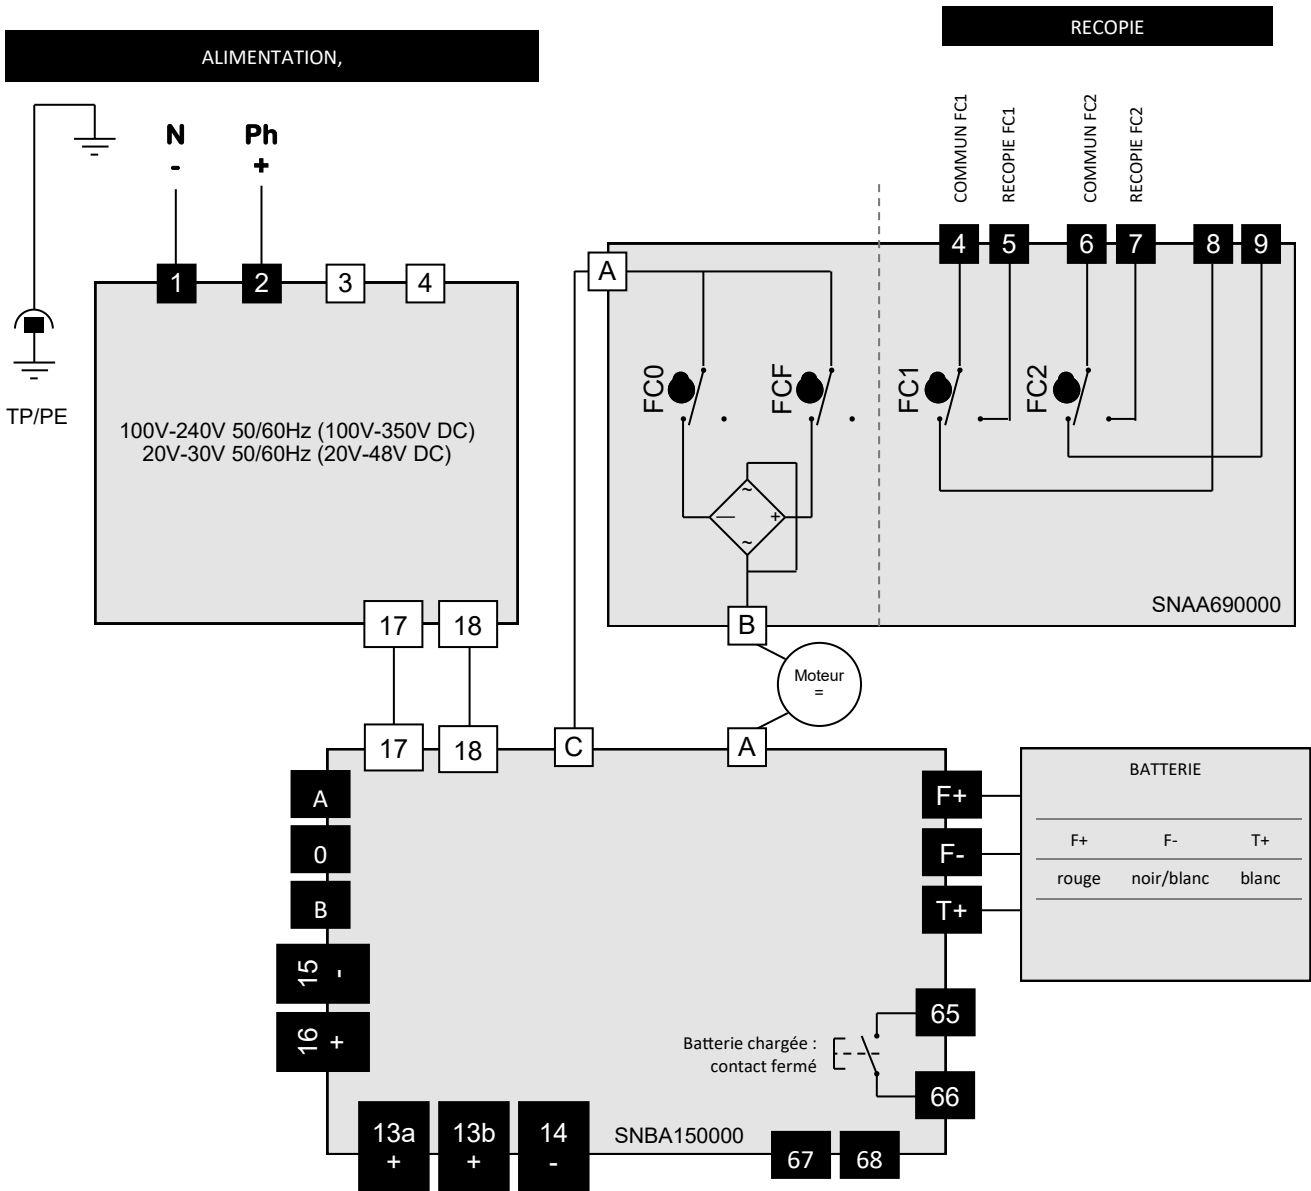 RECOPIE
ALIMENTATION,
COMMUN FC1
RECOPIE FC1
COMMUN FC2
RECOPIE FC2
N
-
Ph
+
1
2
3
4
TP/PE
100V-240V 50/60Hz (100V-350V DC)
20V-30V 50/60Hz (20V-48V DC)
17
18
4
5
6
7
8
9
A
FC0
FCF
FC1
FC2
~
—
+
~
SNAA690000
B
Moteur
=
17
18
C
A
A
0
B
15 -
16 +
F+
F-
T+
BATTERIE
F+ F- T+
rouge noir/blanc blanc
65
Batterie chargée :
contact fermé
66
13a
+
13b
+
14
-
SNBA150000
67
68